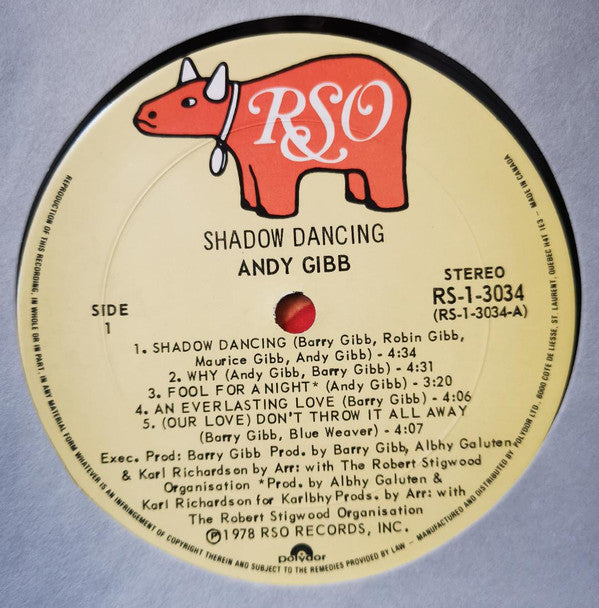 RSO
SHADOW DANCING
ANDY GIBB
SIDE
1
STEREO
RS-1-3034
(RS-1-3034-A)
1. SHADOW DANCING (Barry Gibb, Robin Gibb,
Maurice Gibb, Andy Gibb) - 4:34
2. WHY (Andy Gibb, Barry Gibb) - 4:31
3. FOOL FOR A NIGHT* (Andy Gibb) - 3:20
4. AN EVERLASTING LOVE (Barry Gibb) - 4:06
5. (OUR LOVE) DON'T THROW IT ALL AWAY
(Barry Gibb, Blue Weaver) - 4:07
Exec. Prod: Barry Gibb Prod. by Barry Gibb, Albhy Galuten
& Karl Richardson by Arr: with The Robert Stigwood
Organisation *Prod. by Albhy Galuten &
Karl Richardson for Karlbhy Prods. by Arr: with
The Robert Stigwood Organisation
Ⓟ1978 RSO RECORDS, INC.
polydor
REPRODUCTION OF THIS RECORDING, IN WHOLE OR IN PART, IN ANY MATERIAL FORM WHATEVER IS AN INFRINGEMENT OF COPYRIGHT THEREIN AND SUBJECT TO THE REMEDIES PROVIDED BY LAW – MANUFACTURED AND DISTRIBUTED BY POLYDOR LTD., 6000 COTE DE LIESSE, ST. LAURENT, QUEBEC H4T 1E3 – MADE IN CANADA